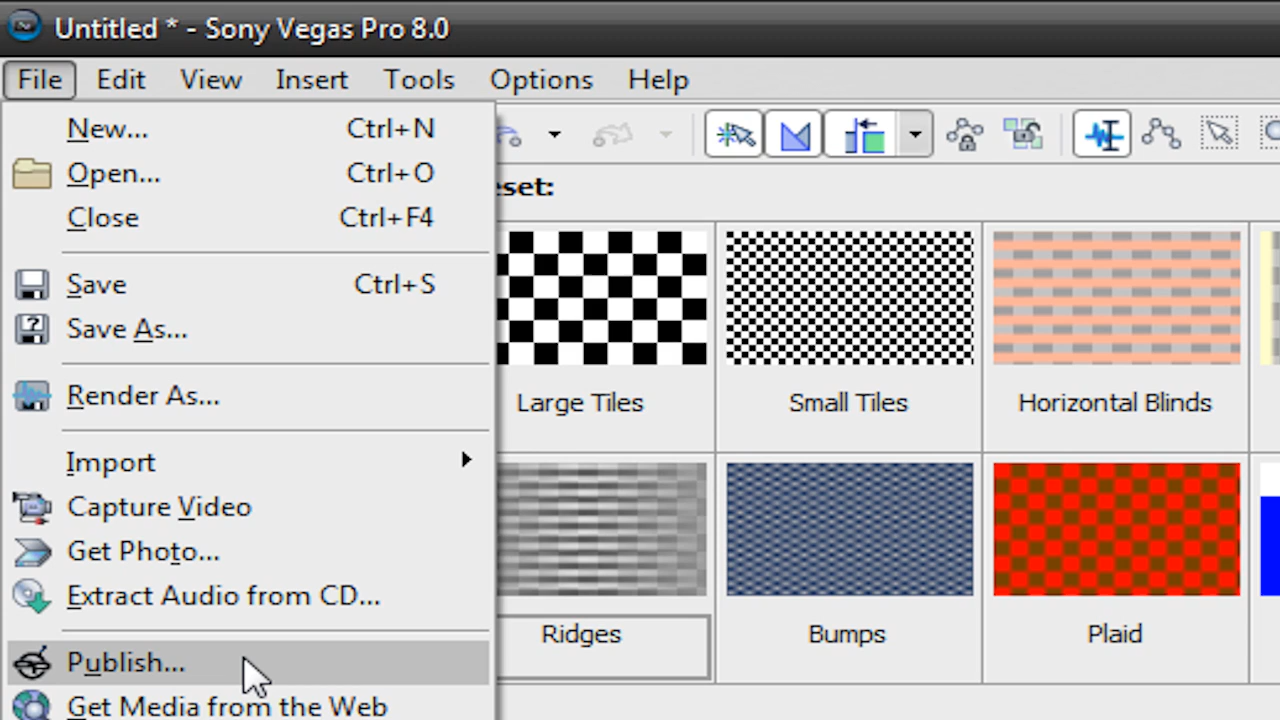 Untitled * - Sony Vegas Pro 8.0
File Edit View Insert Tools Options Help
New... Ctrl+N
Open... Ctrl+O
Close Ctrl+F4
Save Ctrl+S
Save As...
Render As...
Import
Capture Video
Get Photo...
Extract Audio from CD...
Publish...
Get Media from the Web
eset:
Large Tiles Small Tiles Horizontal Blinds
Ridges Bumps Plaid